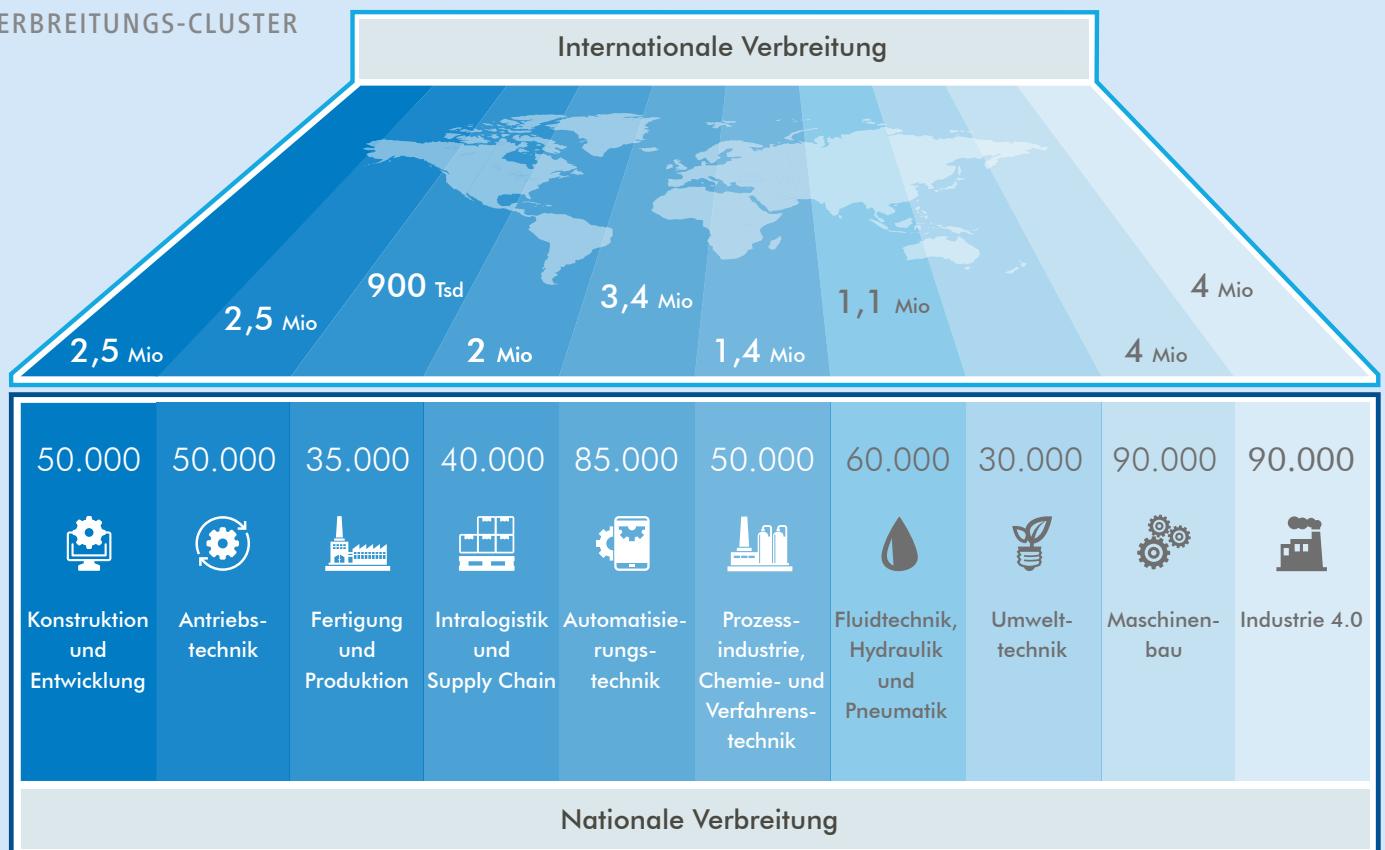 ERBREITUNGS-CLUSTER
Internationale Verbreitung
2,5 Mio
2,5 Mio
900 Tsd
2 Mio
3,4 Mio
1,4 Mio
1,1 Mio
4 Mio
4 Mio
50.000
50.000
35.000
40.000
85.000
50.000
60.000
30.000
90.000
90.000
Konstruktion
und
Entwicklung
Antriebs-
technik
Fertigung
und
Produktion
Intralogistik
und
Supply Chain
Automatisie-
rungs-
technik
Prozess-
industrie,
Chemie- und
Verfahrens-
technik
Fluidtechnik,
Hydraulik
und
Pneumatik
Umwelt-
technik
Maschinen-
bau
Industrie 4.0
Nationale Verbreitung